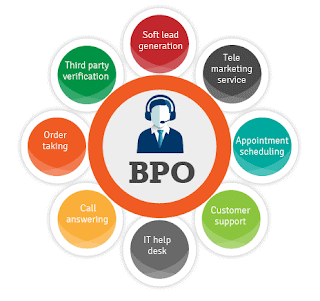 Soft lead
generation
Tele
marketing
service
Appointment
scheduling
Customer
support
IT help
desk
Call
answering
Order
taking
Third party
verification
BPO